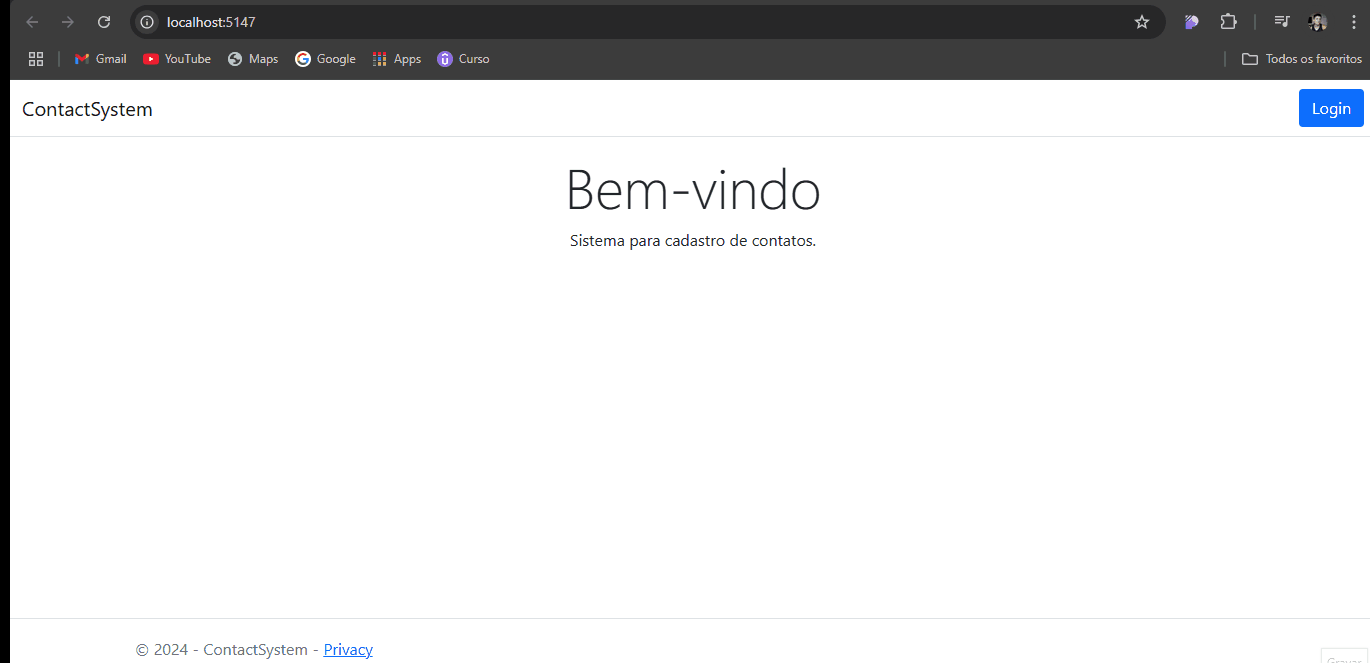 localhost:5147
Gmail YouTube Maps Google Apps Curso Todos os favoritos
ContactSystem Login
Bem-vindo
Sistema para cadastro de contatos.
© 2024 - ContactSystem - Privacy